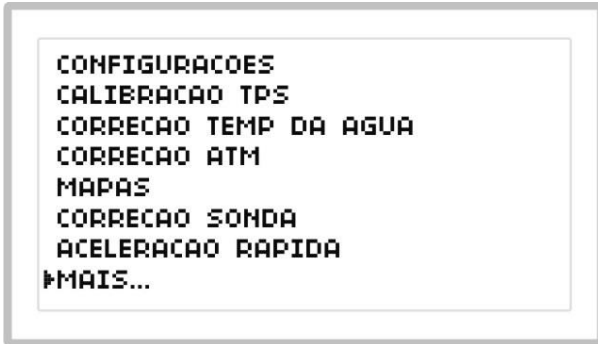 CONFIGURACOES
CALIBRACAO TPS
CORRECAO TEMP DA AGUA
CORRECAO ATM
MAPAS
CORRECAO SONDA
ACELERACAO RAPIDA
MAIS...